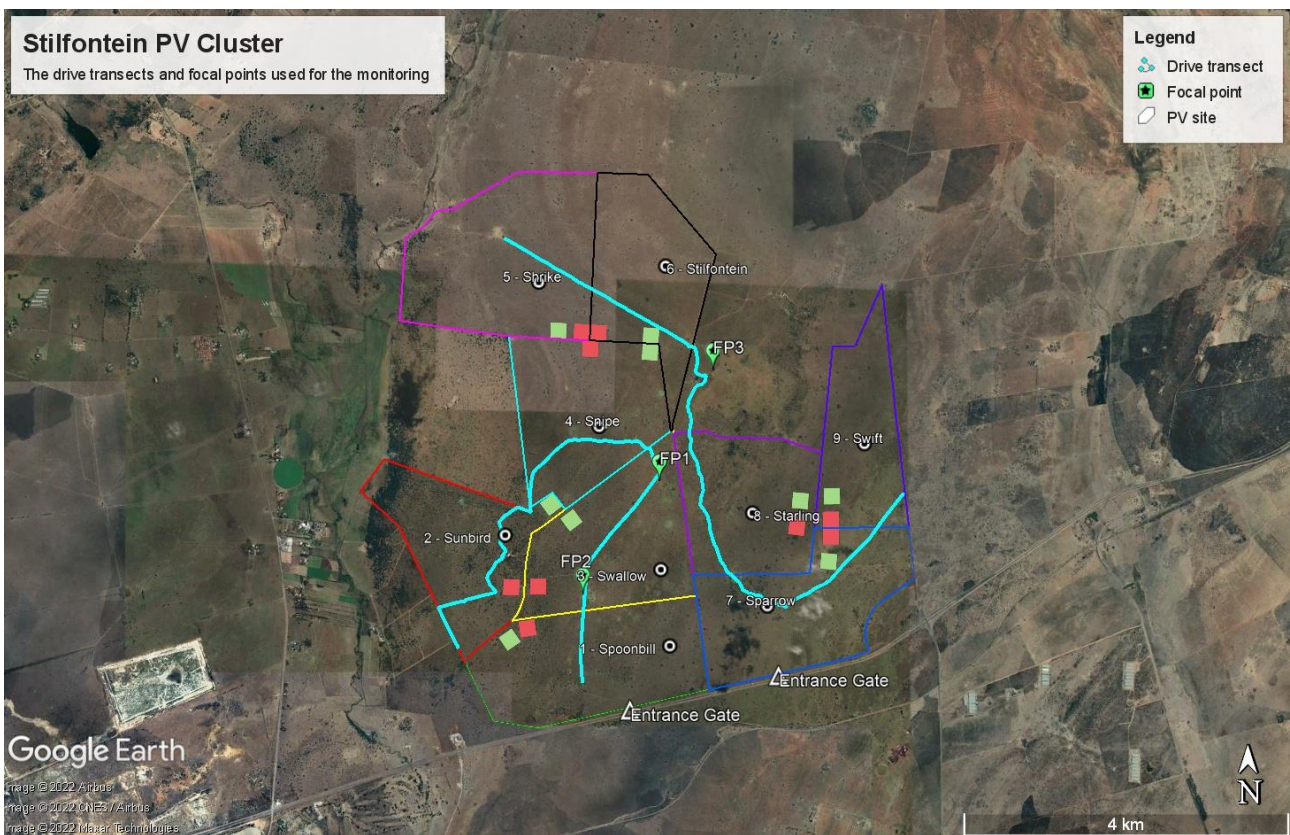 Stilfontein PV Cluster
The drive transects and focal points used for the monitoring
Legend
Drive transect
Focal point
PV site
5 - Shrike
6 - Stilfontein
FP3
4 - Snipe
9 - Swift
FP1
8 - Starling
2 - Sunbird
FP2
3 - Swallow
7 - Sparrow
1 - Spoonbill
Entrance Gate
Entrance Gate
Google Earth
Image © 2022 Airbus
Image © 2022 CNES / Airbus
Image © 2022 Maxar Technologies
N
4 km